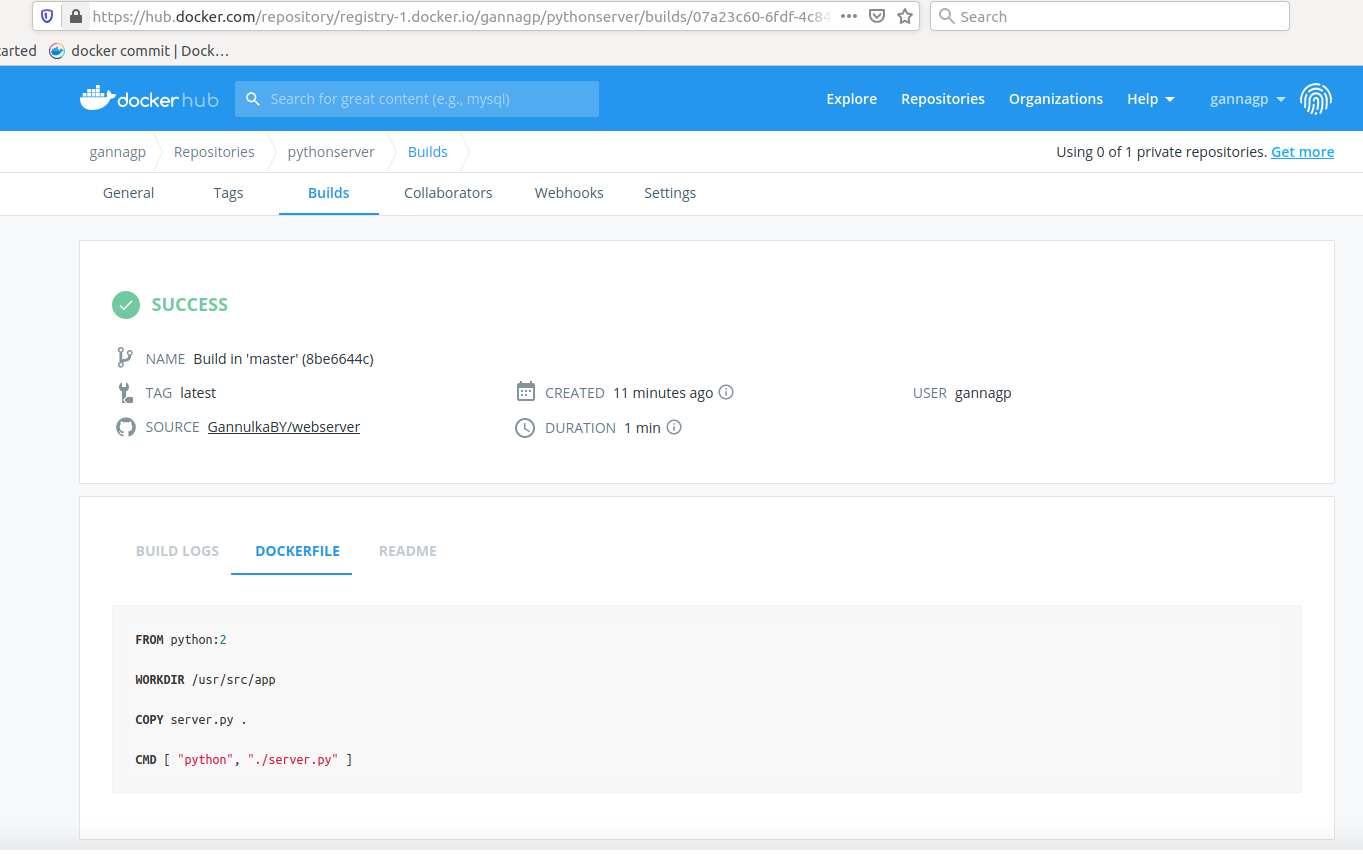 https://hub.docker.com/repository/registry-1.docker.io/gannagp/pythonserver/builds/07a23c60-6fdf-4c84 ••• Search
arted docker commit | Dock…
docker hub Search for great content (e.g., mysql) Explore Repositories Organizations Help gannagp
gannagp Repositories pythonserver Builds Using 0 of 1 private repositories. Get more
General Tags Builds Collaborators Webhooks Settings
SUCCESS
NAME Build in 'master' (8be6644c)
TAG latest CREATED 11 minutes ago USER gannagp
SOURCE GannulkaBY/webserver DURATION 1 min
BUILD LOGS DOCKERFILE README
FROM python:2
WORKDIR /usr/src/app
COPY server.py .
CMD [ "python", "./server.py" ]